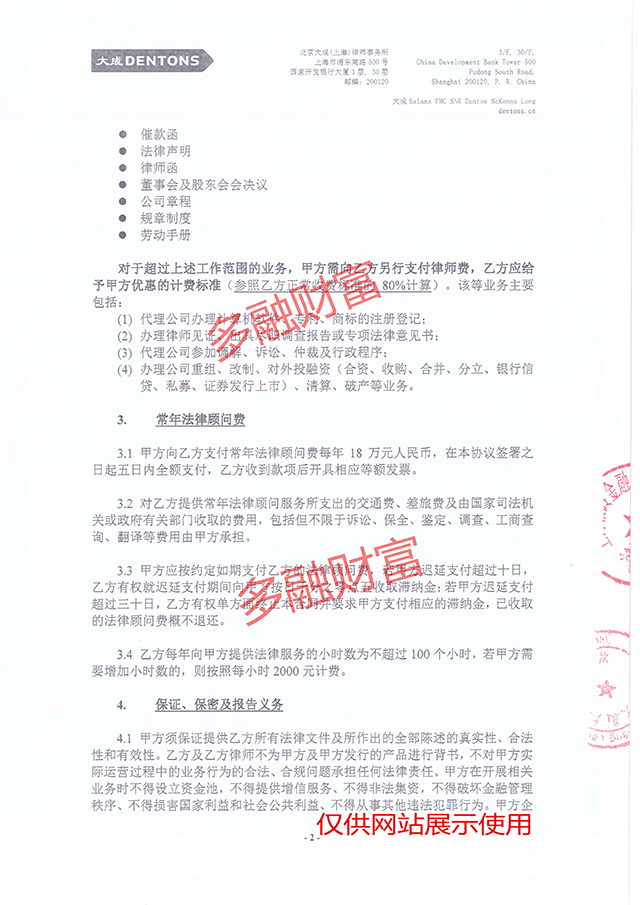 大成 DENTONS
北京大成(上海)律师事务所
上海市浦东南路 500 号
国家开发银行大厦 3 层, 30 层
邮编: 200120
3/F, 30/F,
China Development Bank Tower 500
Pudong South Road,
Shanghai 200120, P. R. China
大成 Salans FMC SNR Denton McKenna Long
dentons.cn
● 催款函
● 法律声明
● 律师函
● 董事会及股东会会决议
● 公司章程
● 规章制度
● 劳动手册
对于超过上述工作范围的业务，甲方需向乙方另行支付律师费，乙方应给
予甲方优惠的计费标准（参照乙方正常收费标准的 80%计算）。该等业务主要
包括：
(1) 代理公司办理计算机软件、专利、商标的注册登记；
(2) 办理律师见证、出具尽职调查报告或专项法律意见书；
(3) 代理公司参加调解、诉讼、仲裁及行政程序；
(4) 办理公司重组、改制、对外投融资（合资、收购、合并、分立、银行信
贷、私募、证券发行上市）、清算、破产等业务。
多融财富
3. 常年法律顾问费
3.1 甲方向乙方支付常年法律顾问费每年 18 万元人民币，在本协议签署之
日起五日内全额支付，乙方收到款项后开具相应等额发票。
3.2 对乙方提供常年法律顾问服务所支出的交通费、差旅费及由国家司法机
关或政府有关部门收取的费用，包括但不限于诉讼、保全、鉴定、调查、工商查
询、翻译等费用由甲方承担。
3.3 甲方应按约定如期支付乙方的法律顾问费，若甲方迟延支付超过十日，
乙方有权就迟延支付期间向甲方按日千分之零点五收取滞纳金；若甲方迟延支付
超过三十日，乙方有权单方面终止本合同并要求甲方支付相应的滞纳金，已收取
的法律顾问费概不退还。
多融财富
3.4 乙方每年向甲方提供法律服务的小时数为不超过 100 个小时，若甲方需
要增加小时数的，则按照每小时 2000 元计费。
4. 保证、保密及报告义务
4.1 甲方须保证提供乙方所有法律文件及所作出的全部陈述的真实性、合法
性和有效性。乙方及乙方律师不为甲方及甲方发行的产品进行背书，不对甲方实
际运营过程中的业务行为的合法、合规问题承担任何法律责任。甲方在开展相关
业务时不得设立资金池，不得提供增信服务、不得非法集资，不得破坏金融管理
秩序、不得损害国家利益和社会公共利益、不得从事其他违法犯罪行为。甲方企
仅供网站展示使用
- 2 -